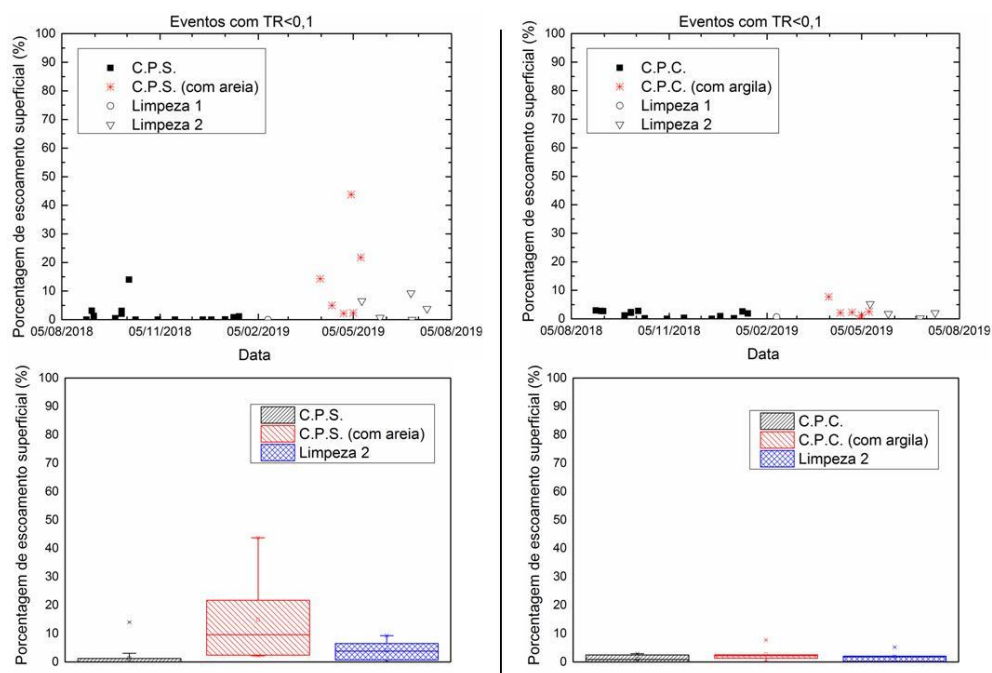 Eventos com TR<0,1
Porcentagem de escoamento superficial (%)
100
90
80
70
60
50
40
30
20
10
0
C.P.S.
C.P.S. (com areia)
Limpeza 1
Limpeza 2
05/08/2018
05/11/2018
05/02/2019
05/05/2019
05/08/2019
Data
Eventos com TR<0,1
Porcentagem de escoamento superficial (%)
100
90
80
70
60
50
40
30
20
10
0
C.P.C.
C.P.C. (com argila)
Limpeza 1
Limpeza 2
05/08/2018
05/11/2018
05/02/2019
05/05/2019
05/08/2019
Data
Porcentagem de escoamento superficial (%)
100
90
80
70
60
50
40
30
20
10
0
C.P.S.
C.P.S. (com areia)
Limpeza 2
Porcentagem de escoamento superficial (%)
100
90
80
70
60
50
40
30
20
10
0
C.P.C.
C.P.C. (com argila)
Limpeza 2